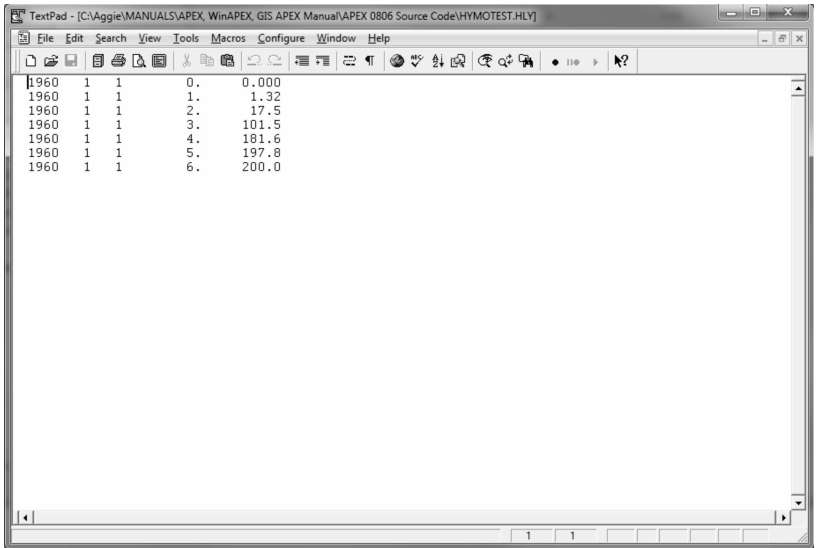 TextPad - [C:\Aggie\MANUALS\APEX, WinAPEX, GIS APEX Manual\APEX 0806 Source Code\HYMOTEST.HLY]
File Edit Search View Tools Macros Configure Window Help
1960 1 1 0. 0.000
1960 1 1 1. 1.32
1960 1 1 2. 17.5
1960 1 1 3. 101.5
1960 1 1 4. 181.6
1960 1 1 5. 197.8
1960 1 1 6. 200.0
1 1